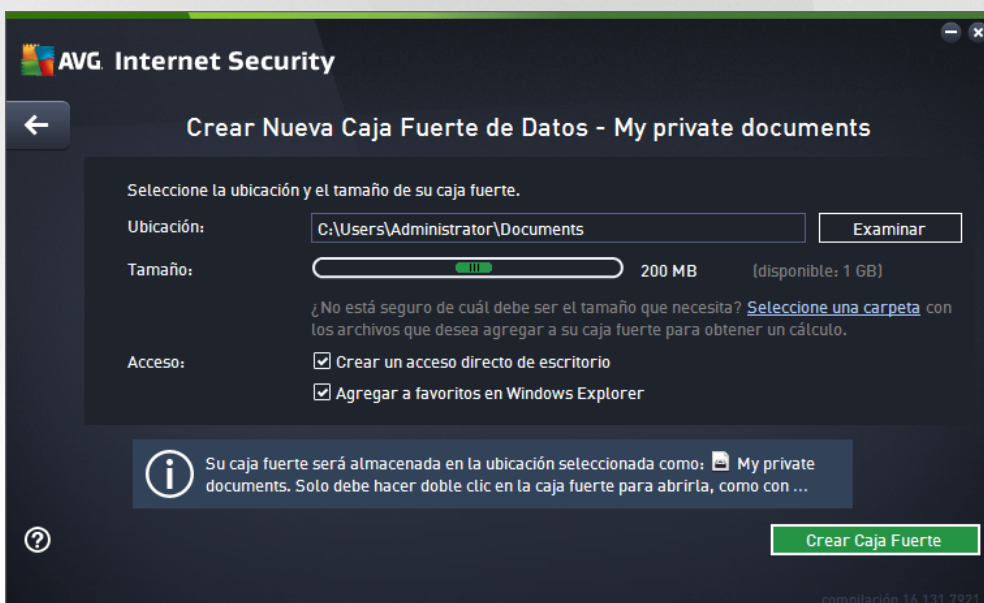 AVG Internet Security
Crear Nueva Caja Fuerte de Datos - My private documents
Seleccione la ubicación y el tamaño de su caja fuerte.
Ubicación: C:\Users\Administrator\Documents Examinar
Tamaño: 200 MB (disponible: 1 GB)
¿No está seguro de cuál debe ser el tamaño que necesita? Seleccione una carpeta con
los archivos que desea agregar a su caja fuerte para obtener un cálculo.
Acceso: Crear un acceso directo de escritorio
Agregar a favoritos en Windows Explorer
Su caja fuerte será almacenada en la ubicación seleccionada como: My private
documents. Solo debe hacer doble clic en la caja fuerte para abrirla, como con ...
Crear Caja Fuerte
compilación 16.131.7921